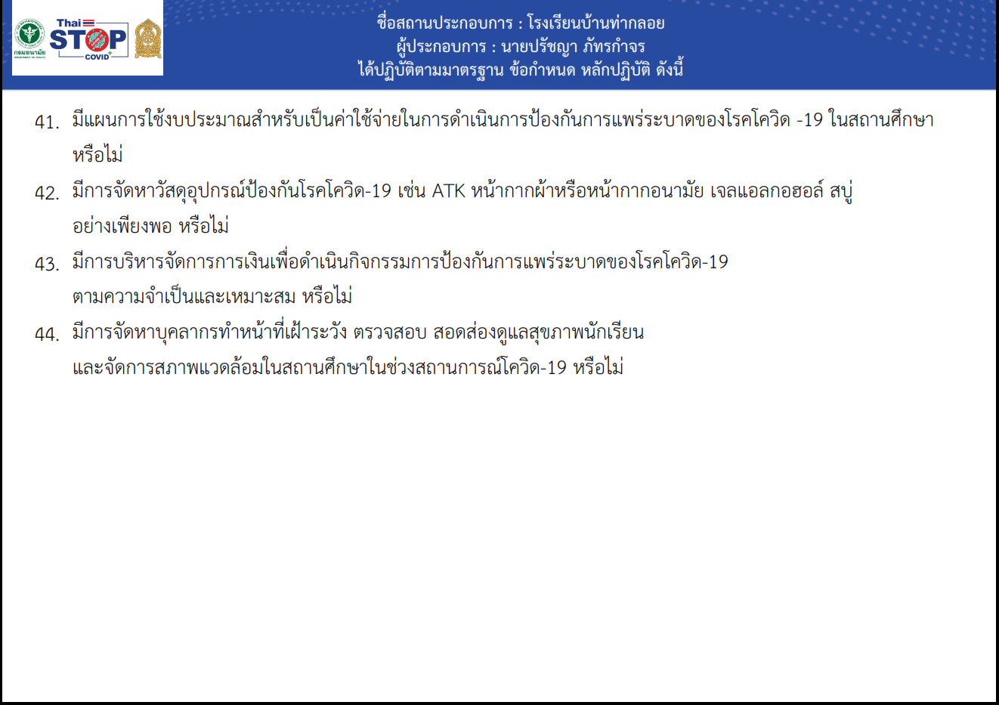 ชื่อสถานประกอบการ : โรงเรียนบ้านท่ากลอย
ผู้ประกอบการ : นายปรัชญา ภัทรกำจร
ได้ปฏิบัติตามมาตรฐาน ข้อกำหนด หลักปฏิบัติ ดังนี้
Thai
STOP
COVID
กรมอนามัย
DEPARTMENT OF HEALTH
41. มีแผนการใช้งบประมาณสำหรับเป็นค่าใช้จ่ายในการดำเนินการป้องกันการแพร่ระบาดของโรคโควิด -19 ในสถานศึกษา
หรือไม่
42. มีการจัดหาวัสดุอุปกรณ์ป้องกันโรคโควิด-19 เช่น ATK หน้ากากผ้าหรือหน้ากากอนามัย เจลแอลกอฮอล์ สบู่
อย่างเพียงพอ หรือไม่
43. มีการบริหารจัดการการเงินเพื่อดำเนินกิจกรรมการป้องกันการแพร่ระบาดของโรคโควิด-19
ตามความจำเป็นและเหมาะสม หรือไม่
44. มีการจัดหาบุคลากรทำหน้าที่เฝ้าระวัง ตรวจสอบ สอดส่องดูแลสุขภาพนักเรียน
และจัดการสภาพแวดล้อมในสถานศึกษาในช่วงสถานการณ์โควิด-19 หรือไม่